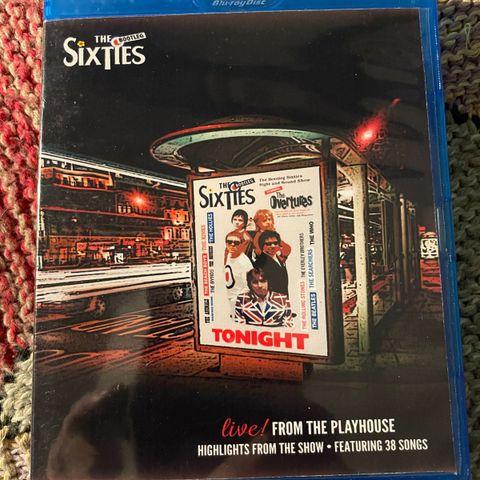 Blu-ray Disc
THE BOOTLEG
SIXTIES
THE BOOTLEG
SIXTIES
The Bootleg Sixties
Sight and Sound Show
The Overtures
THE BEACH BOYS
THE BYRDS
THE KINKS
THE MONKEES
THE ROLLING STONES
THE EVERLY BROTHERS
THE BEATLES
THE SEARCHERS
THE WHO
TONIGHT
live! FROM THE PLAYHOUSE
HIGHLIGHTS FROM THE SHOW • FEATURING 38 SONGS